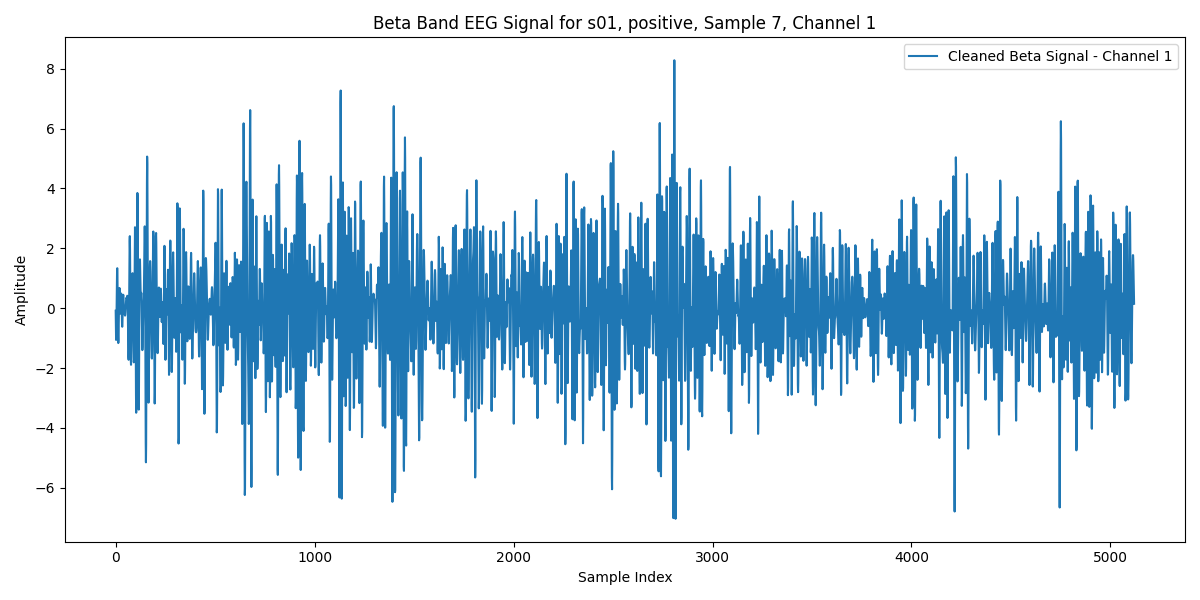 Beta Band EEG Signal for s01, positive, Sample 7, Channel 1
Cleaned Beta Signal - Channel 1
Amplitude
8
6
4
2
0
−2
−4
−6
0 1000 2000 3000 4000 5000
Sample Index